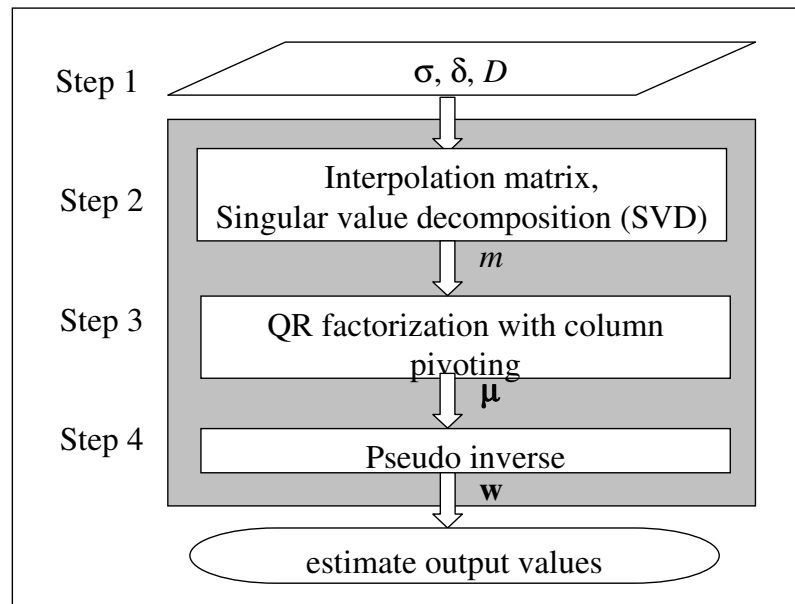 Step 1
σ, δ, D
Step 2
Interpolation matrix,
Singular value decomposition (SVD)
m
Step 3
QR factorization with column
pivoting
μ
Step 4
Pseudo inverse
w
estimate output values